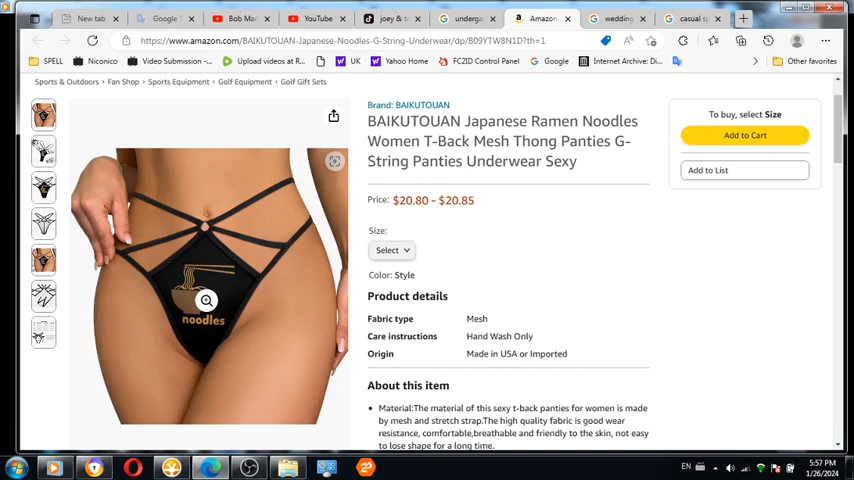 New tab
Google T
Bob Mar
YouTube
joey & to
underga
Amazon.
wedding
casual sp
https://www.amazon.com/BAIKUTOUAN-Japanese-Noodles-G-String-Underwear/dp/B09YTW8N1D?th=1
SPELL
Niconico
Video Submission -...
Upload videos at R...
UK
Yahoo Home
FC2ID Control Panel
Google
Internet Archive: Di...
Other favorites
Sports & Outdoors › Fan Shop › Sports Equipment › Golf Equipment › Golf Gift Sets
Brand: BAIKUTOUAN
BAIKUTOUAN Japanese Ramen Noodles
Women T-Back Mesh Thong Panties G-
String Panties Underwear Sexy
Price: $20.80 - $20.85
Size:
Select
Color: Style
Product details
Fabric type Mesh
Care instructions Hand Wash Only
Origin Made in USA or Imported
About this item
• Material:The material of this sexy t-back panties for women is made
by mesh and stretch strap.The high quality fabric is good wear
resistance, comfortable,breathable and friendly to the skin, not easy
to lose shape for a long time.
To buy, select Size
Add to Cart
Add to List
noodles
EN
5:57 PM
1/26/2024